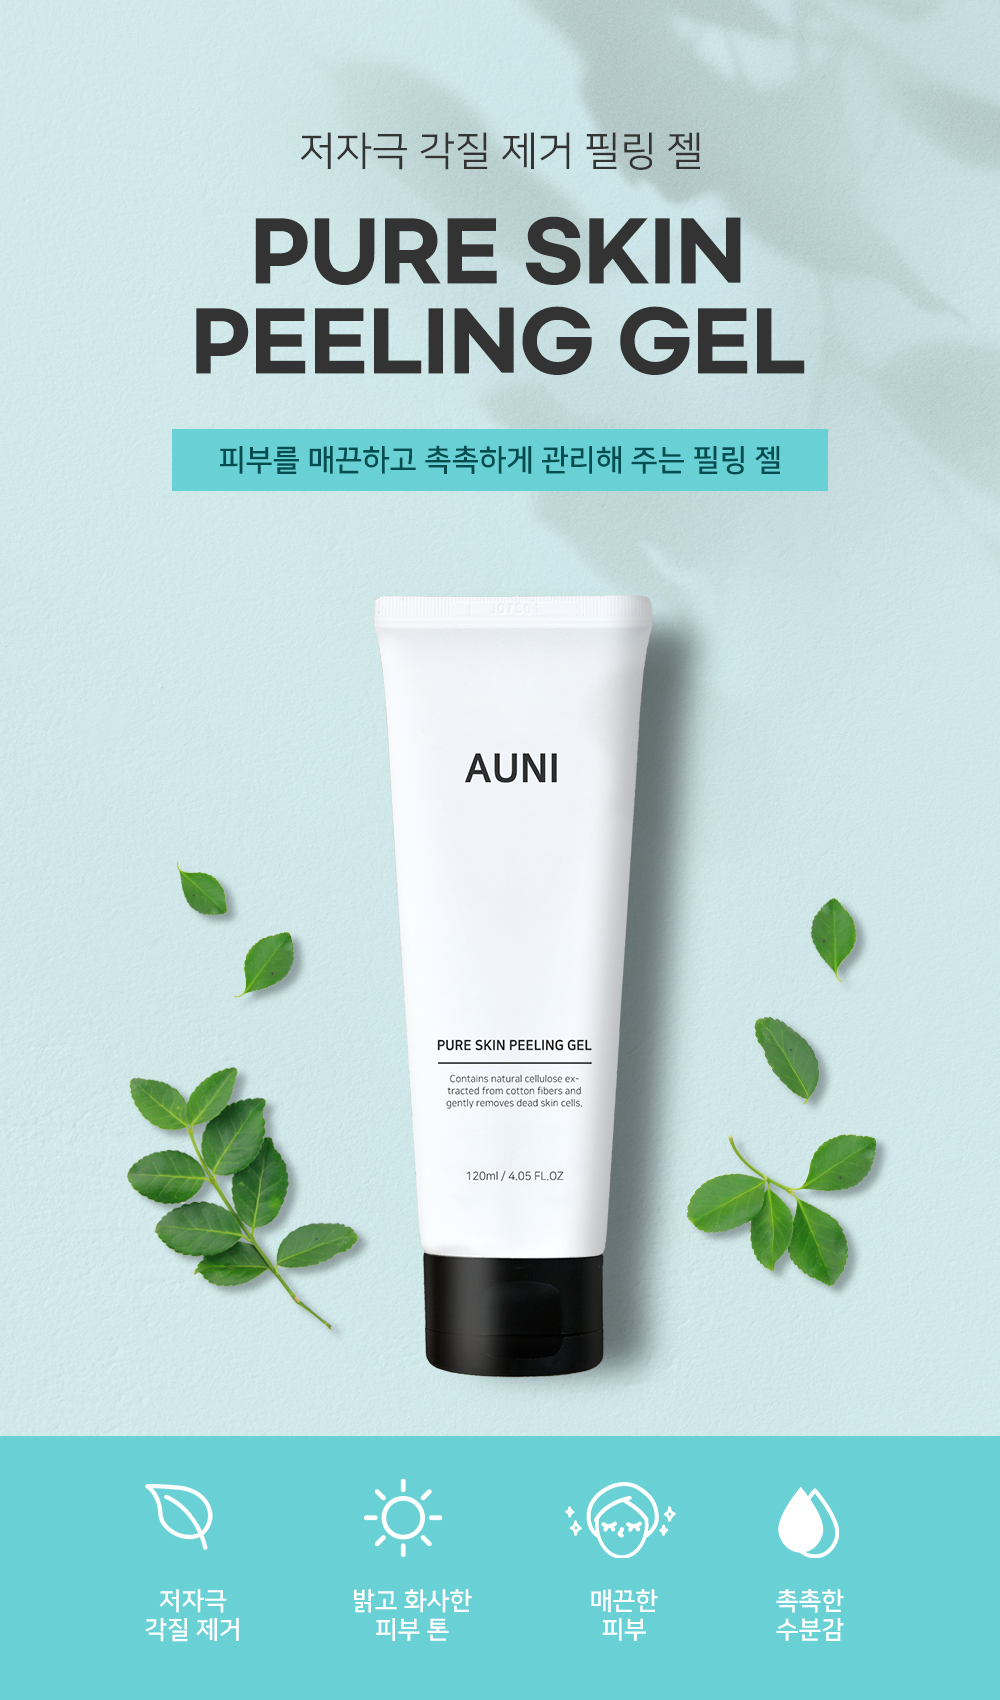 저자극 각질 제거 필링 젤
PURE SKIN
PEELING GEL
피부를 매끈하고 촉촉하게 관리해 주는 필링 젤
AUNI
PURE SKIN PEELING GEL
Contains natural cellulose ex-
tracted from cotton fibers and
gently removes dead skin cells.
120ml / 4.05 FL.OZ
저자극
각질 제거
밝고 화사한
피부 톤
매끈한
피부
촉촉한
수분감